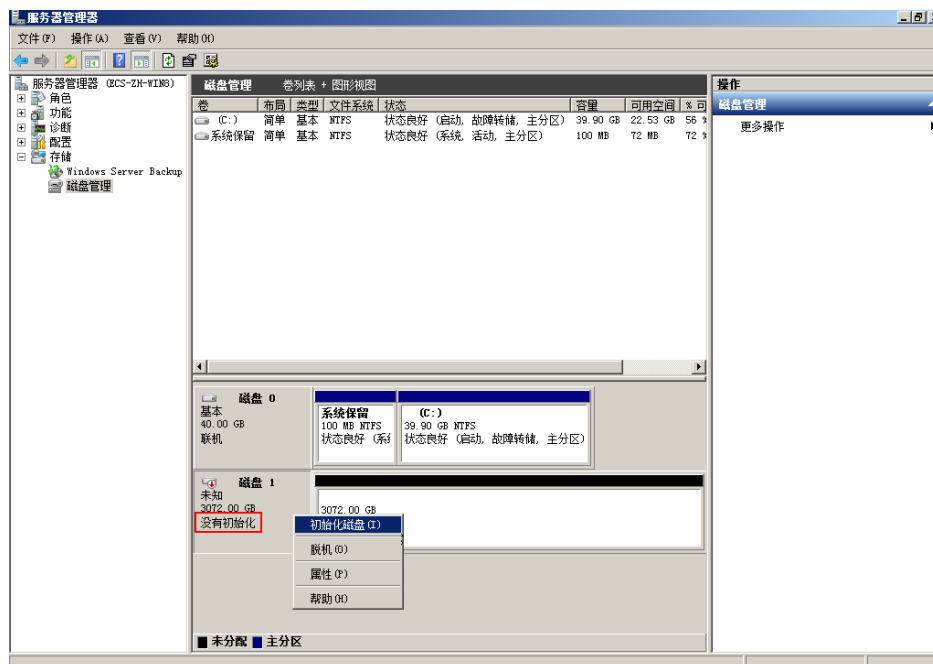 服务器管理器
文件(F) 操作(A) 查看(V) 帮助(H)
服务器管理器 (ECS-ZH-WIN8)
角色
功能
诊断
配置
存储
Windows Server Backup
磁盘管理
磁盘管理 卷列表 + 图形视图
卷 布局 类型 文件系统 状态 容量 可用空间 % 可
(C:) 简单 基本 NTFS 状态良好 (启动, 故障转储, 主分区) 39.90 GB 22.53 GB 56 %
系统保留 简单 基本 NTFS 状态良好 (系统, 活动, 主分区) 100 MB 72 MB 72 %
磁盘 0
基本
40.00 GB
联机
系统保留
100 MB NTFS
状态良好 (系
(C:)
39.90 GB NTFS
状态良好 (启动, 故障转储, 主分区)
磁盘 1
未知
3072.00 GB
没有初始化
3072.00 GB
初始化磁盘(I)
脱机(O)
属性(P)
帮助(H)
未分配 主分区
操作
磁盘管理
更多操作